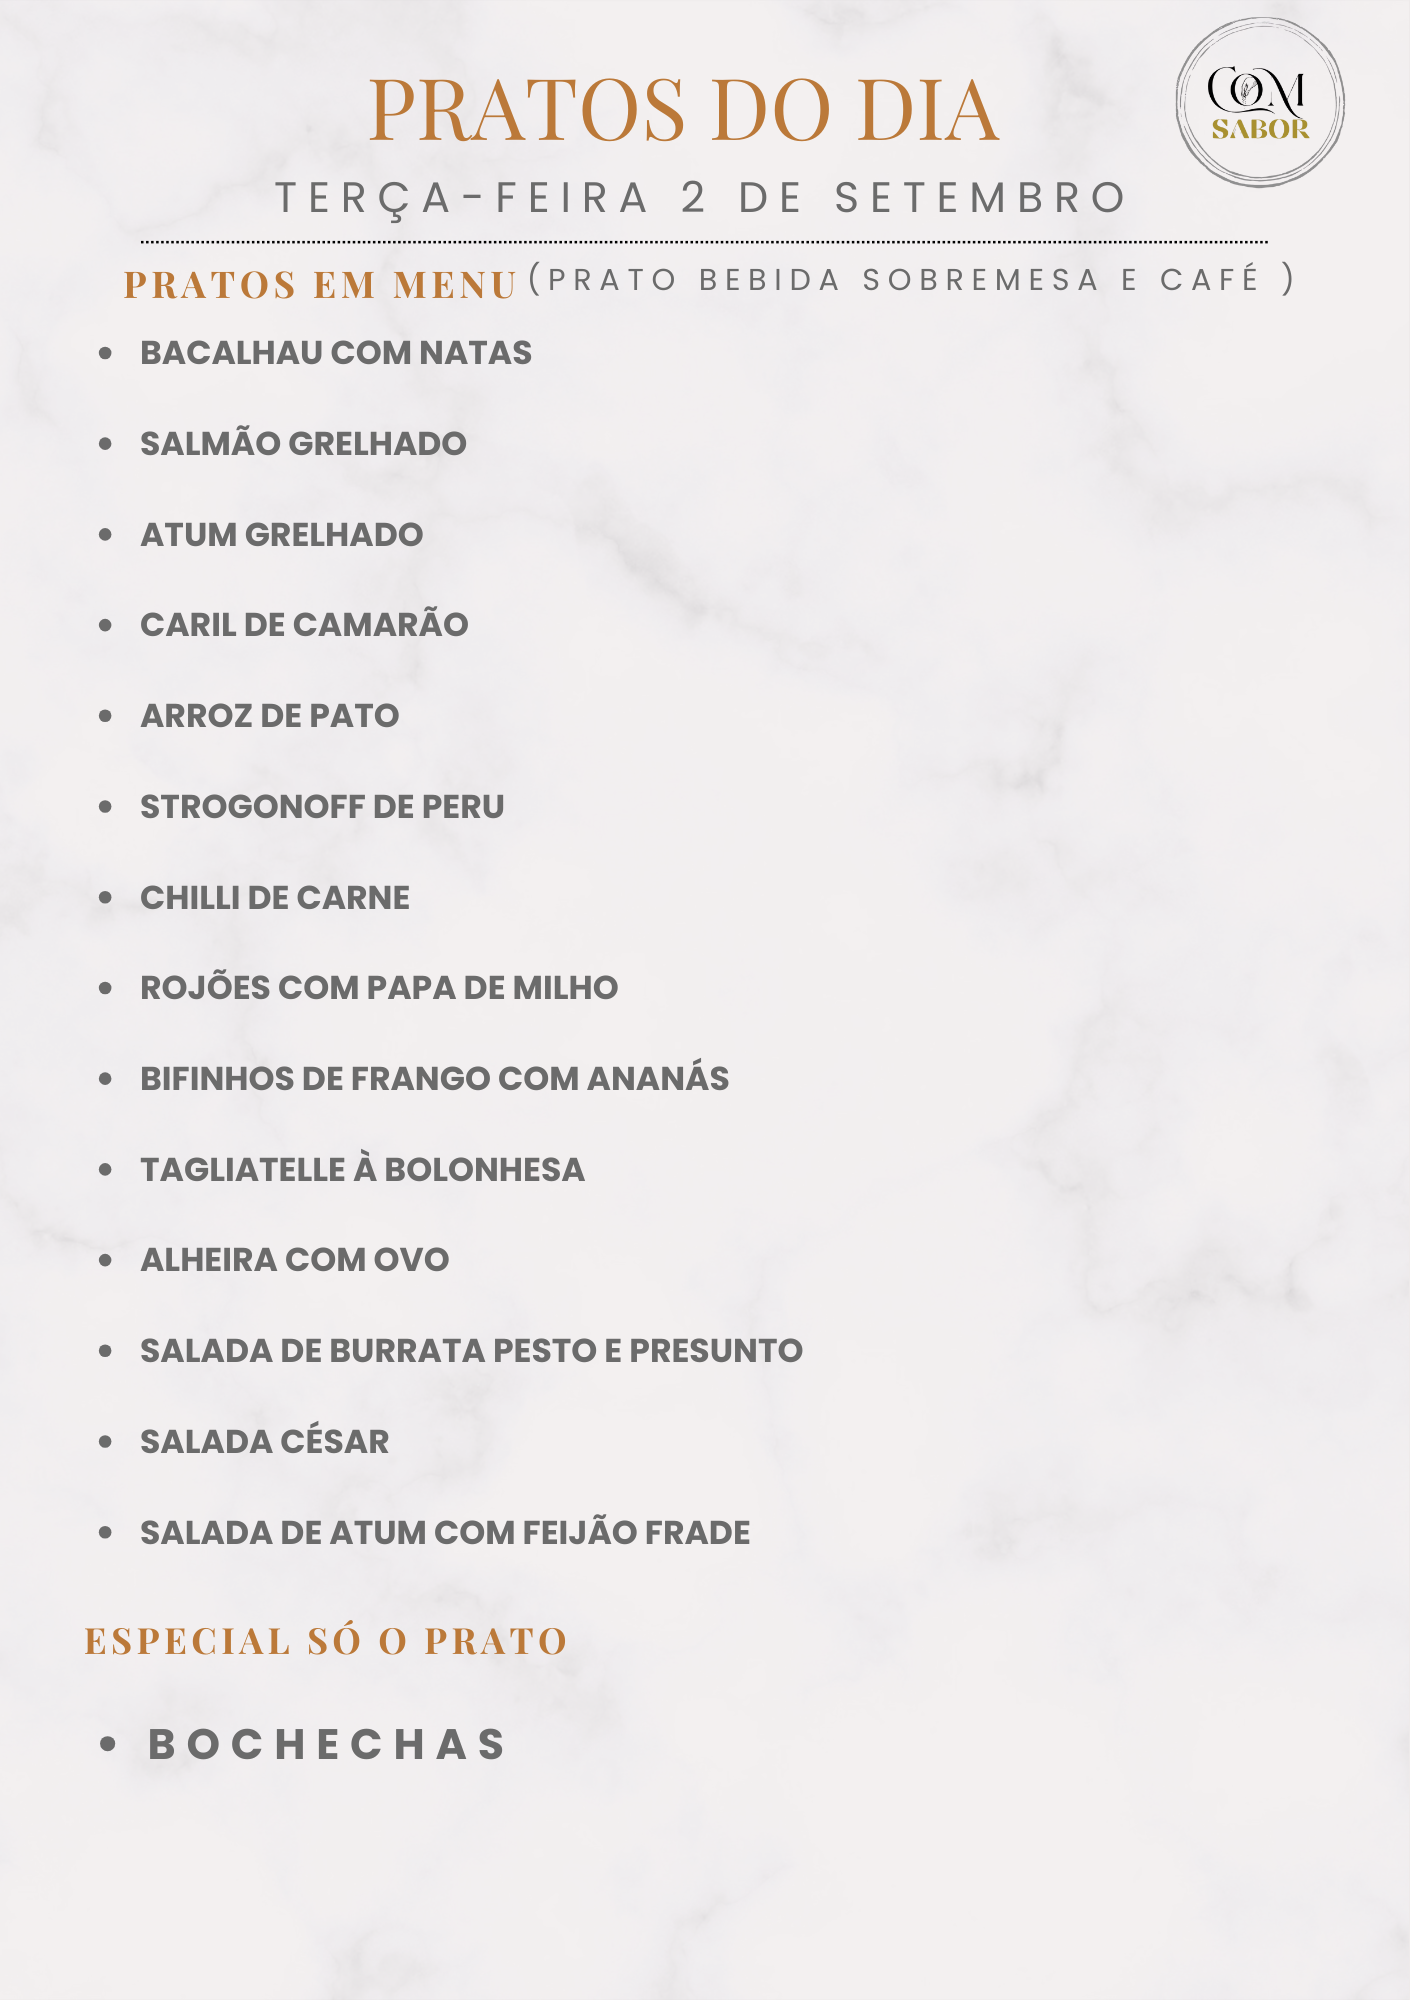 COM
SABOR
PRATOS DO DIA
TERÇA-FEIRA 2 DE SETEMBRO
PRATOS EM MENU (PRATO BEBIDA SOBREMESA E CAFÉ )
• BACALHAU COM NATAS
• SALMÃO GRELHADO
• ATUM GRELHADO
• CARIL DE CAMARÃO
• ARROZ DE PATO
• STROGONOFF DE PERU
• CHILLI DE CARNE
• ROJÕES COM PAPA DE MILHO
• BIFINHOS DE FRANGO COM ANANÁS
• TAGLIATELLE À BOLONHESA
• ALHEIRA COM OVO
• SALADA DE BURRATA PESTO E PRESUNTO
• SALADA CÉSAR
• SALADA DE ATUM COM FEIJÃO FRADE
ESPECIAL SÓ O PRATO
• BOCHECHAS